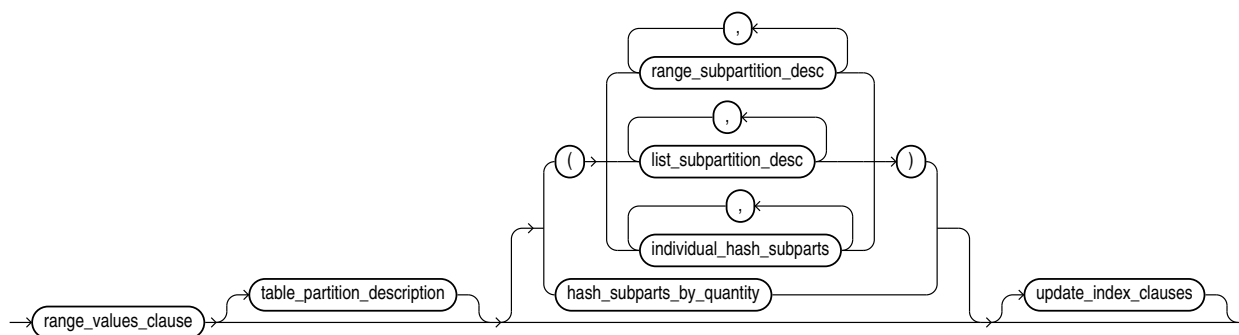 ,
range_subpartition_desc
,
( list_subpartition_desc )
,
individual_hash_subparts
hash_subparts_by_quantity
table_partition_description
update_index_clauses
range_values_clause